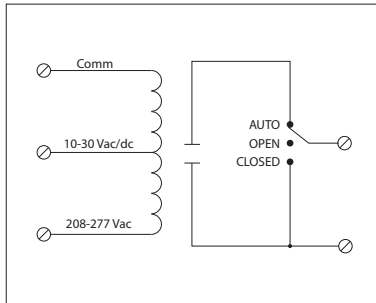 Comm
10-30 Vac/dc
208-277 Vac
AUTO
OPEN
CLOSED